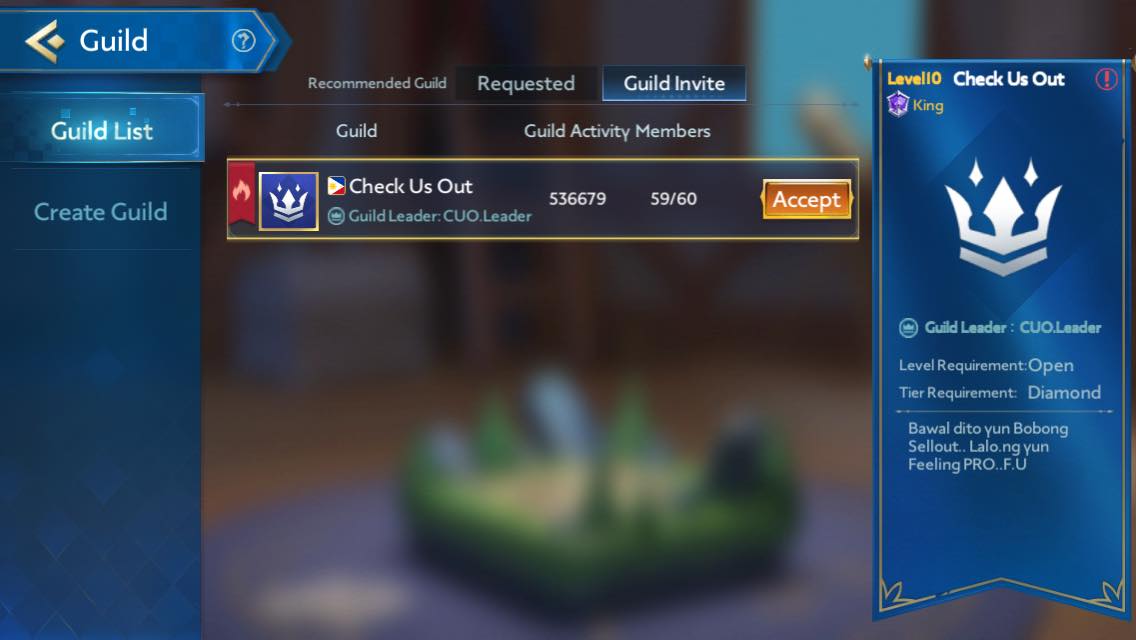 Guild
?
Guild List
Create Guild
Recommended Guild Requested Guild Invite
Guild Guild Activity Members
Check Us Out
Guild Leader: CUO.Leader
536679 59/60 Accept
Level10 Check Us Out
King
Guild Leader : CUO.Leader
Level Requirement:Open
Tier Requirement: Diamond
Bawal dito yun Bobong
Sellout.. Lalo.ng yun
Feeling PRO..F.U